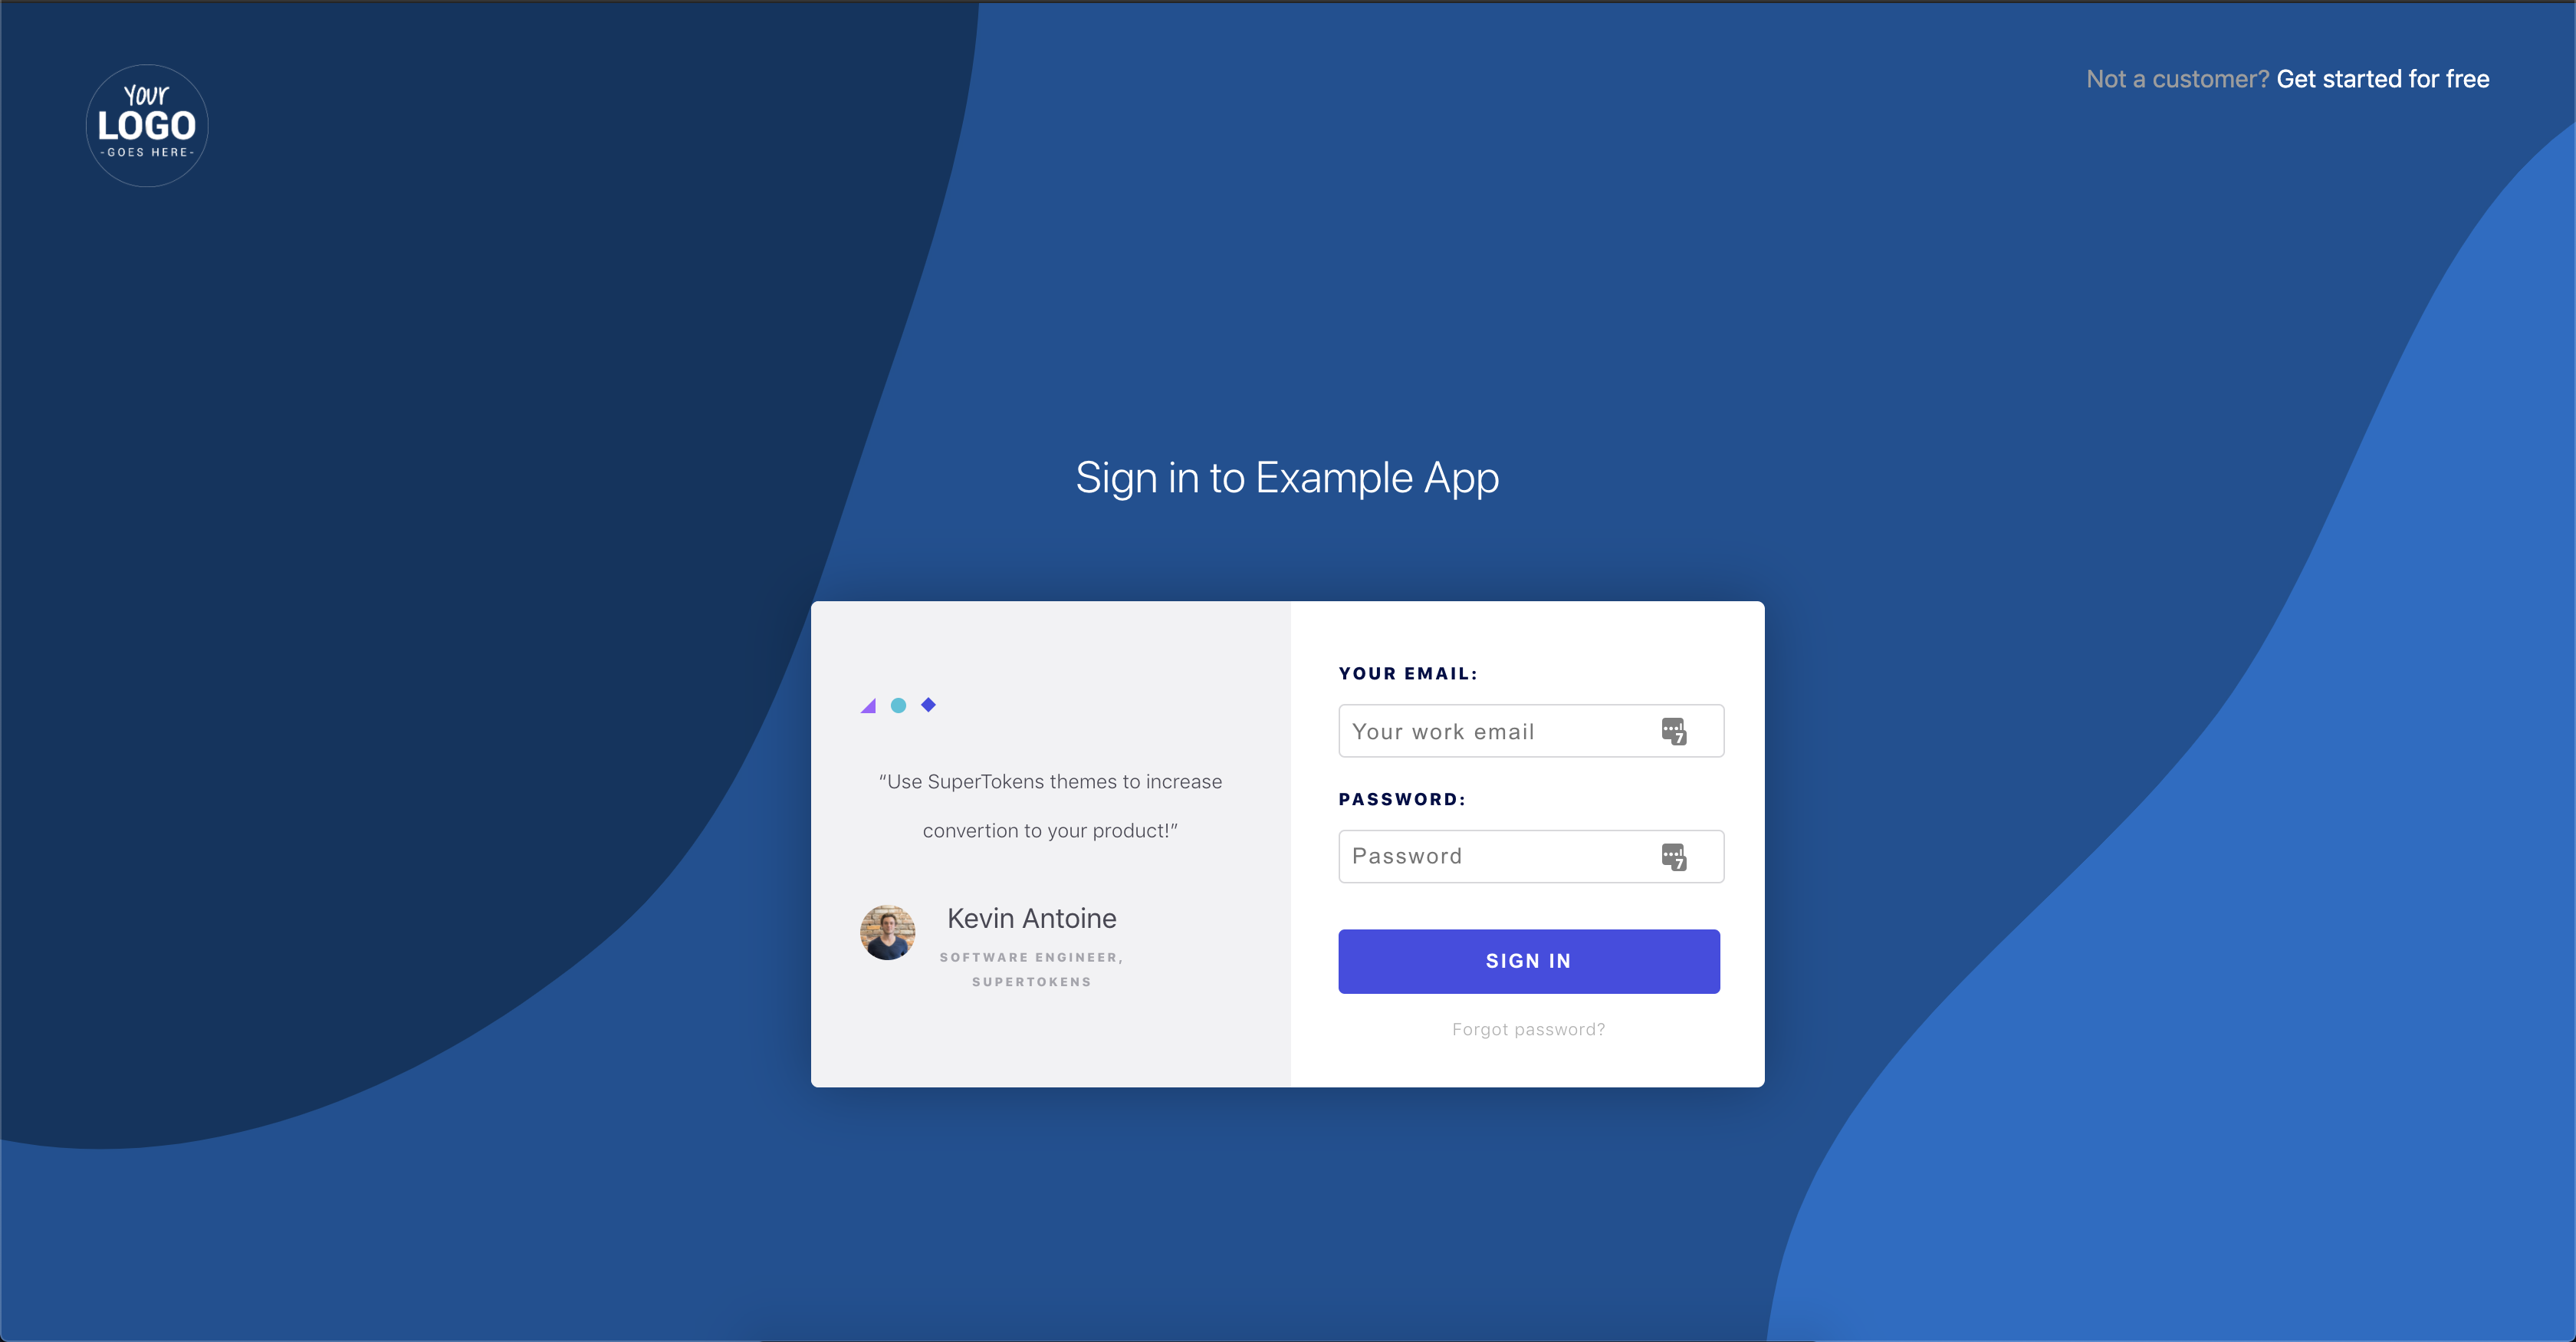 Your
LOGO
-GOES HERE-
Not a customer? Get started for free
Sign in to Example App
“Use SuperTokens themes to increase
convertion to your product!”
Kevin Antoine
SOFTWARE ENGINEER,
SUPERTOKENS
YOUR EMAIL:
Your work email
7
PASSWORD:
Password
7
SIGN IN
Forgot password?